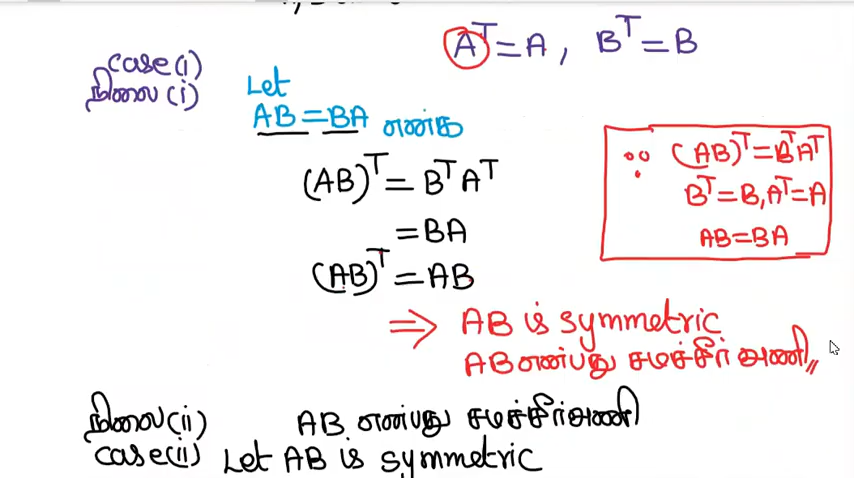 Aᵀ=A, Bᵀ=B
case(i)
நிலை(i)
Let
AB=BA என்க
(AB)ᵀ=BᵀAᵀ
=BA
(AB)ᵀ=AB
∵ (AB)ᵀ=BᵀAᵀ
Bᵀ=B, Aᵀ=A
AB=BA
⇒ AB is symmetric
AB என்பது சமச்சீர் அணி//
நிலை(ii) AB என்பது சமச்சீர் அணி
case(ii) Let AB is symmetric